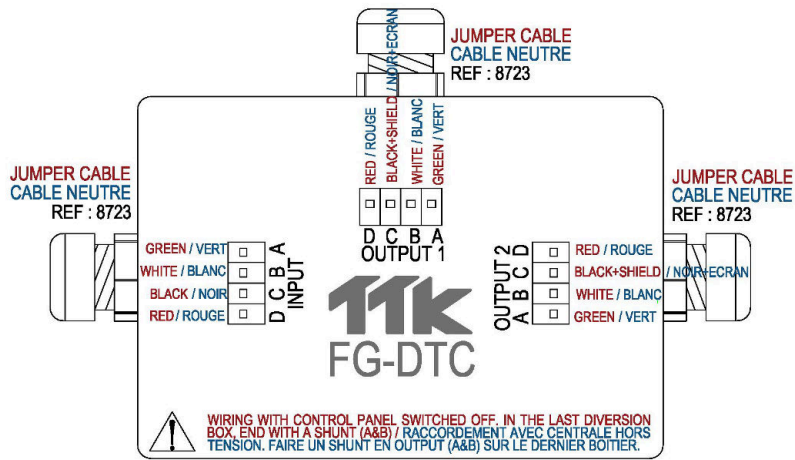 JUMPER CABLE
CABLE NEUTRE
REF : 8723
RED / ROUGE
BLACK+SHIELD / NOIR+ECRAN
WHITE / BLANC
GREEN / VERT
D C B A
OUTPUT 1
JUMPER CABLE
CABLE NEUTRE
REF : 8723
GREEN / VERT
WHITE / BLANC
BLACK / NOIR
RED / ROUGE
D C B A
INPUT
JUMPER CABLE
CABLE NEUTRE
REF : 8723
OUTPUT 2
A B C D
RED / ROUGE
BLACK+SHIELD / NOIR+ECRAN
WHITE / BLANC
GREEN / VERT
TTK
FG-DTC
WIRING WITH CONTROL PANEL SWITCHED OFF. IN THE LAST DIVERSION
BOX, END WITH A SHUNT (A&B) / RACCORDEMENT AVEC CENTRALE HORS
TENSION. FAIRE UN SHUNT EN OUTPUT (A&B) SUR LE DERNIER BOITIER.